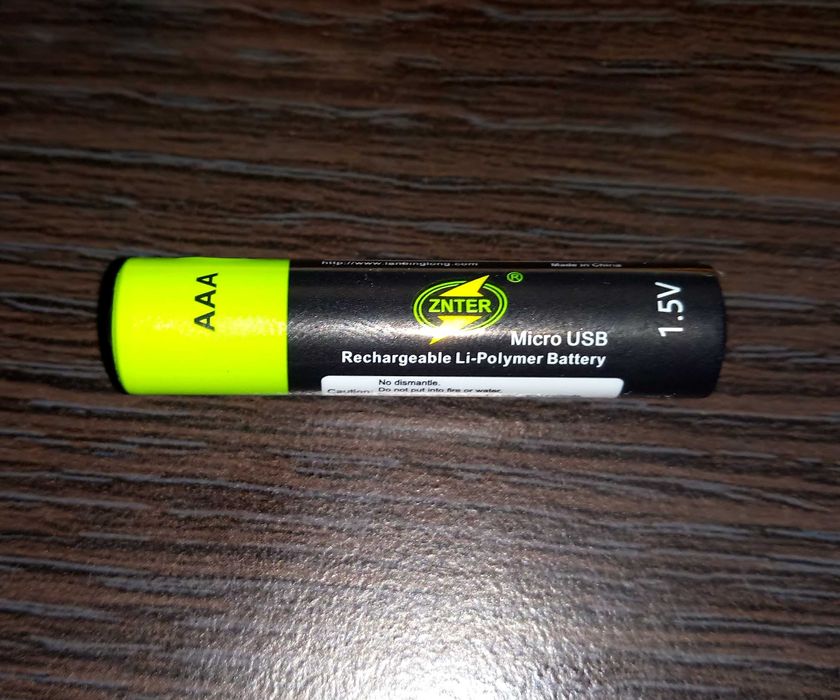 AAA
Made in China
ZNTER®
Micro USB
Rechargeable Li-Polymer Battery
1.5V
Caution:
No dismantle.
Do not put into fire or water.